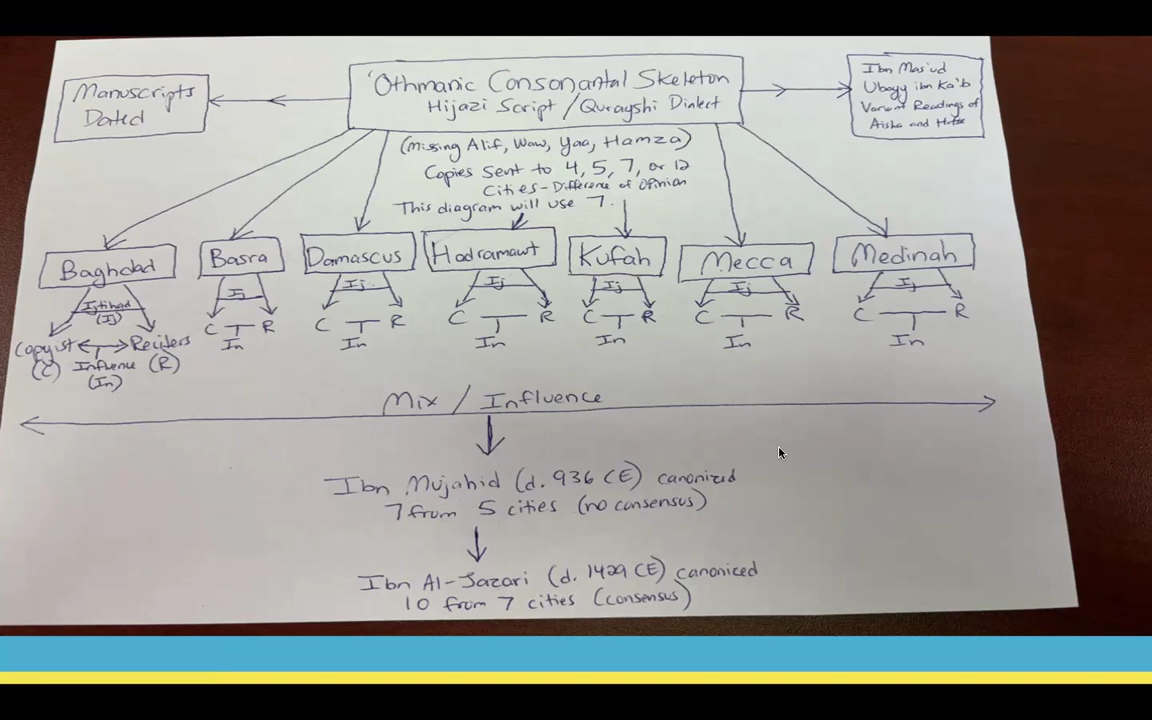 'Othmanic Consonantal Skeleton
Hijazi Script / Qurayshi Dialect
Manuscripts
Dated
Ibn Mas'ud
Ubayy ibn Ka'b
Variant Readings of
Aisha and
(Missing Alif, Waw, Yaa, Hamza)
Copies Sent to 4, 5, 7, or 12
Cities - Difference of Opinion
This diagram will use 7.
Baghdad
Basra
Damascus
Hadramawt
Kufah
Mecca
Medinah
Ijtihad
(Ij)
Ij
Ij
Ij
Ij
Ij
Ij
Copyist Reciters
(C) Influence (R)
(In)
C R
In
C R
In
C R
In
C R
In
C R
In
C R
In
Mix / Influence
Ibn Mujahid (d. 936 CE) canonized
7 from 5 cities (no consensus)
Ibn Al-Jazari (d. 1429 CE) canonized
10 from 7 cities (consensus)